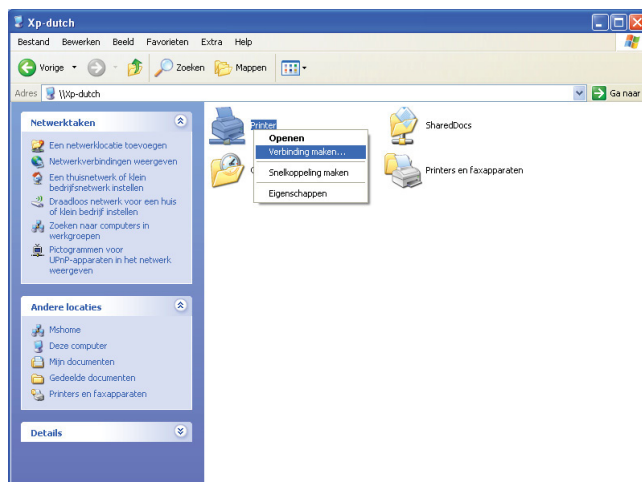 Xp-dutch
Bestand Bewerken Beeld Favorieten Extra Help
Vorige Zoeken Mappen
Adres \\Xp-dutch Ga naar
Netwerktaken
Een netwerklocatie toevoegen
Netwerkverbindingen weergeven
Een thuisnetwerk of klein
bedrijfsnetwerk instellen
Draadloos netwerk voor een huis
of klein bedrijf instellen
Zoeken naar computers in
werkgroepen
Pictogrammen voor
UPnP-apparaten in het netwerk
weergeven
Andere locaties
Mshome
Deze computer
Mijn documenten
Gedeelde documenten
Printers en faxapparaten
Details
Printer
SharedDocs
Printers en faxapparaten
Openen
Verbinding maken...
Snelkoppeling maken
Eigenschappen